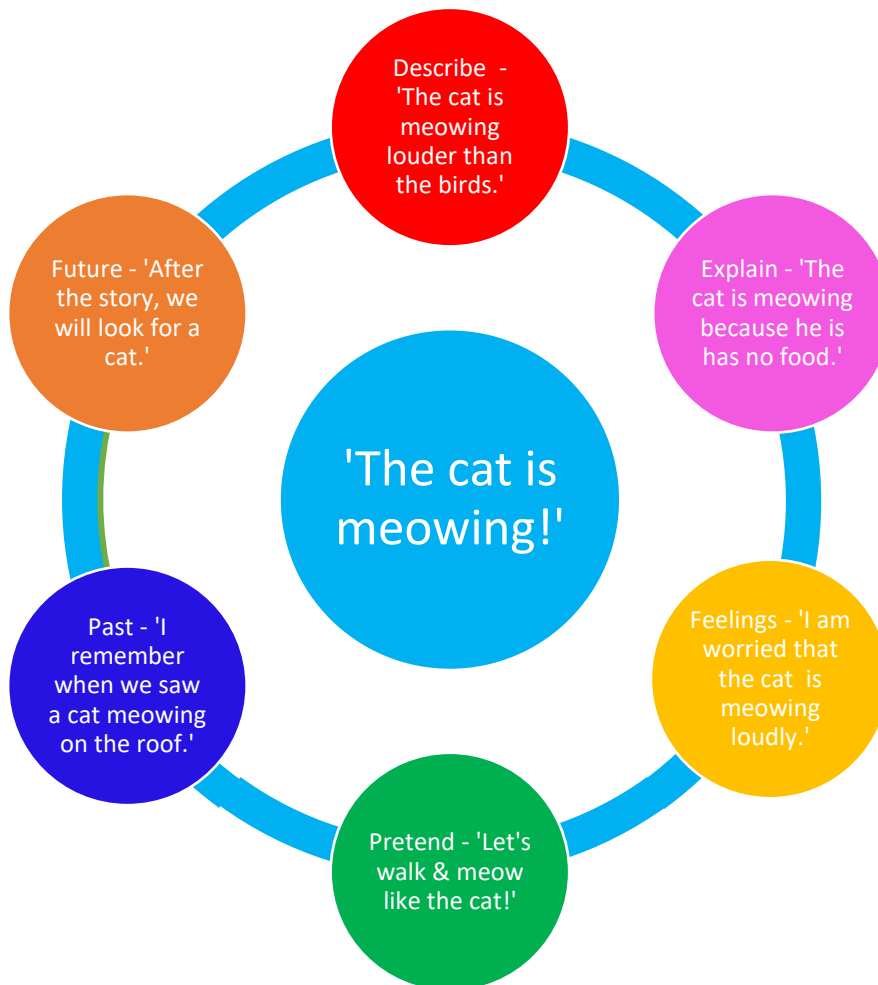 Describe -
'The cat is
meowing
louder than
the birds.'
Explain - 'The
cat is meowing
because he is
has no food.'
Feelings - 'I am
worried that
the cat is
meowing
loudly.'
Pretend - 'Let's
walk & meow
like the cat!'
Past - 'I
remember
when we saw
a cat meowing
on the roof.'
Future - 'After
the story, we
will look for a
cat.'
'The cat is
meowing!'